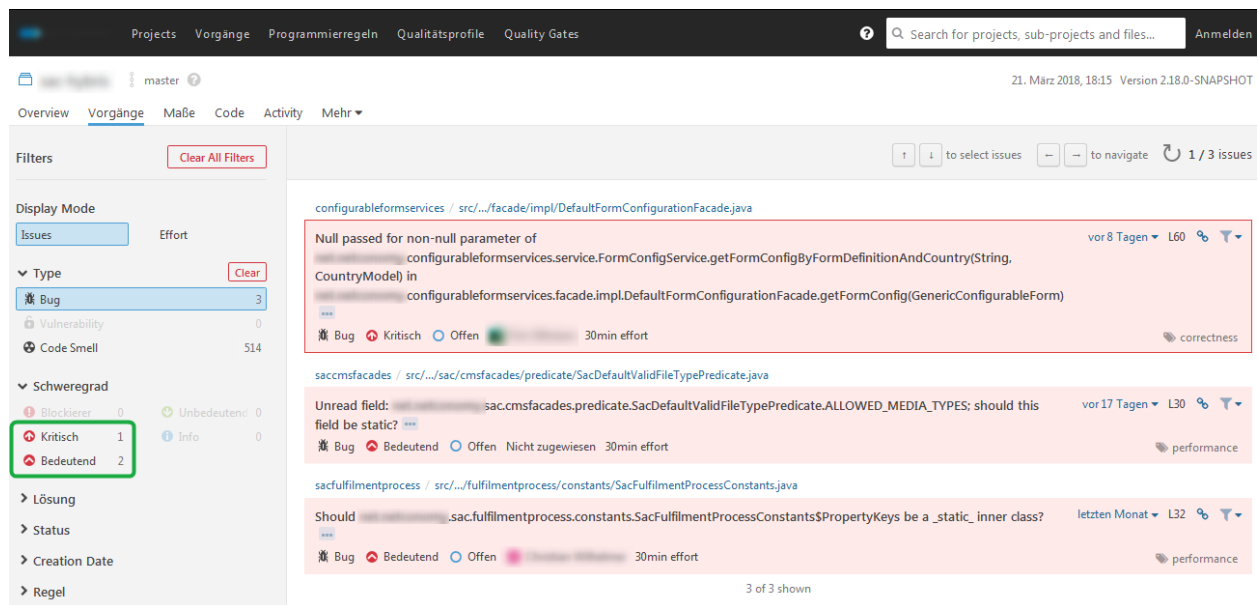 Projects Vorgänge Programmierregeln Qualitätsprofile Quality Gates Search for projects, sub-projects and files... Anmelden
master 21. März 2018, 18:15 Version 2.18.0-SNAPSHOT
Overview Vorgänge Maße Code Activity Mehr
Filters Clear All Filters
↑ ↓ to select issues ← → to navigate 1 / 3 issues
Display Mode
Issues Effort
Type Clear
Bug 3
Vulnerability 0
Code Smell 514
Schweregrad
Blockierer 0 Unbedeutend 0
Kritisch 1 Info 0
Bedeutend 2
Lösung
Status
Creation Date
Regel
configurableformservices / src/.../facade/impl/DefaultFormConfigurationFacade.java
Null passed for non-null parameter of vor 8 Tagen L60
configurableformservices.service.FormConfigService.getFormConfigByFormDefinitionAndCountry(String,
CountryModel) in
configurableformservices.facade.impl.DefaultFormConfigurationFacade.getFormConfig(GenericConfigurableForm)
Bug Kritisch Offen 30min effort correctness
saccmsfacades / src/.../sac/cmsfacades/predicate/SacDefaultValidFileTypePredicate.java
Unread field: sac.cmsfacades.predicate.SacDefaultValidFileTypePredicate.ALLOWED_MEDIA_TYPES; should this vor 17 Tagen L30
field be static?
Bug Bedeutend Offen Nicht zugewiesen 30min effort performance
sacfulfilmentprocess / src/.../fulfilmentprocess/constants/SacFulfilmentProcessConstants.java
Should .sac.fulfilmentprocess.constants.SacFulfilmentProcessConstants$PropertyKeys be a _static_ inner class? letzten Monat L32
Bug Bedeutend Offen 30min effort performance
3 of 3 shown